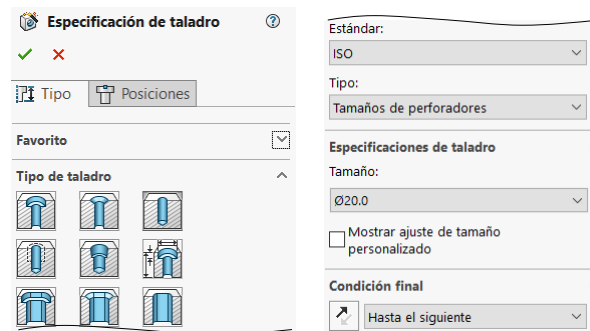 Especificación de taladro
Tipo
Posiciones
Favorito
Tipo de taladro
Estándar:
ISO
Tipo:
Tamaños de perforadores
Especificaciones de taladro
Tamaño:
Ø20.0
Mostrar ajuste de tamaño
personalizado
Condición final
Hasta el siguiente